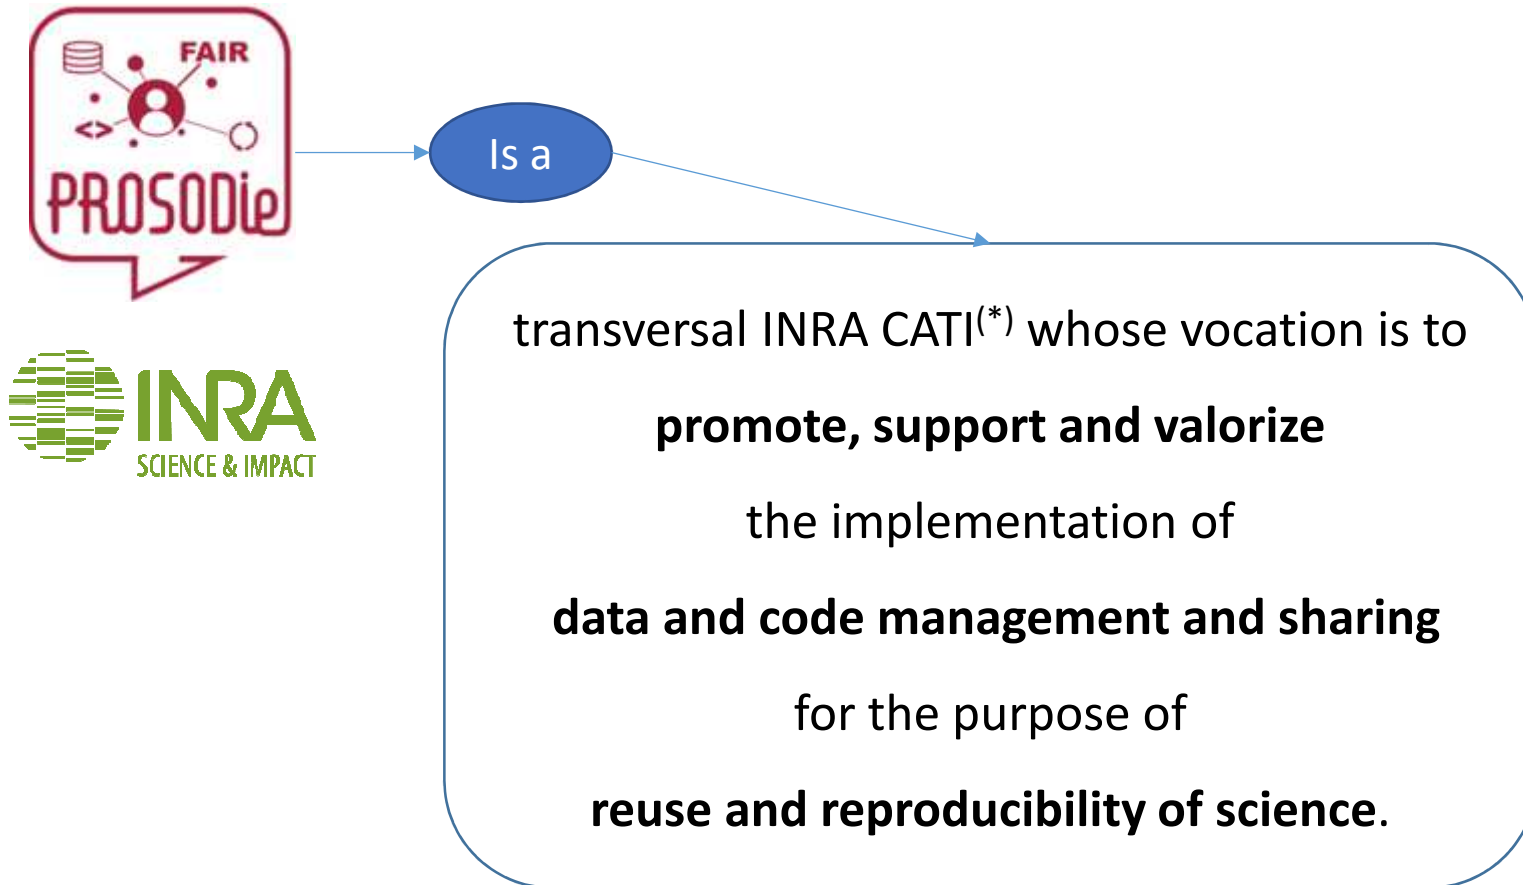 FAIR
<>
PROSODie
Is a
INRA
SCIENCE & IMPACT
transversal INRA CATI(*) whose vocation is to
promote, support and valorize
the implementation of
data and code management and sharing
for the purpose of
reuse and reproducibility of science.